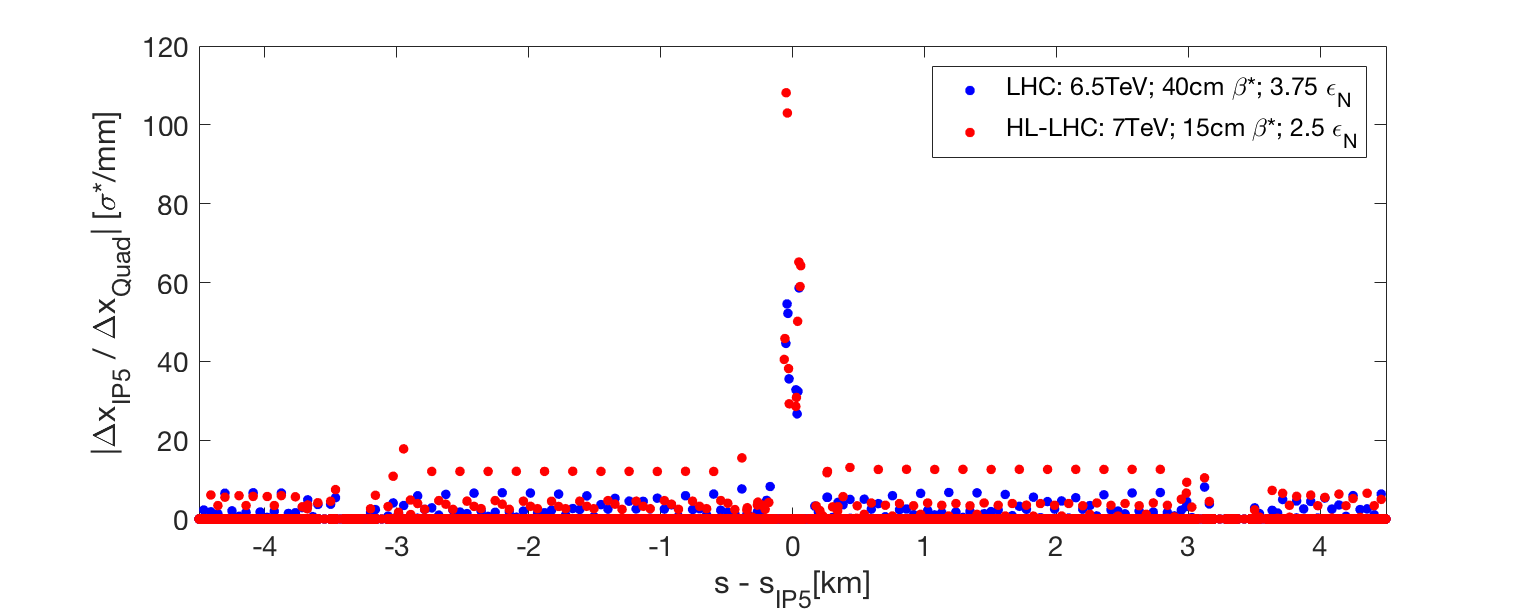 120
100
80
60
40
20
0
-4 -3 -2 -1 0 1 2 3 4
|Δx_IP5 / Δx_Quad| [σ*/mm]
s - s_IP5[km]
LHC: 6.5TeV; 40cm β*; 3.75 ϵ_N
HL-LHC: 7TeV; 15cm β*; 2.5 ϵ_N